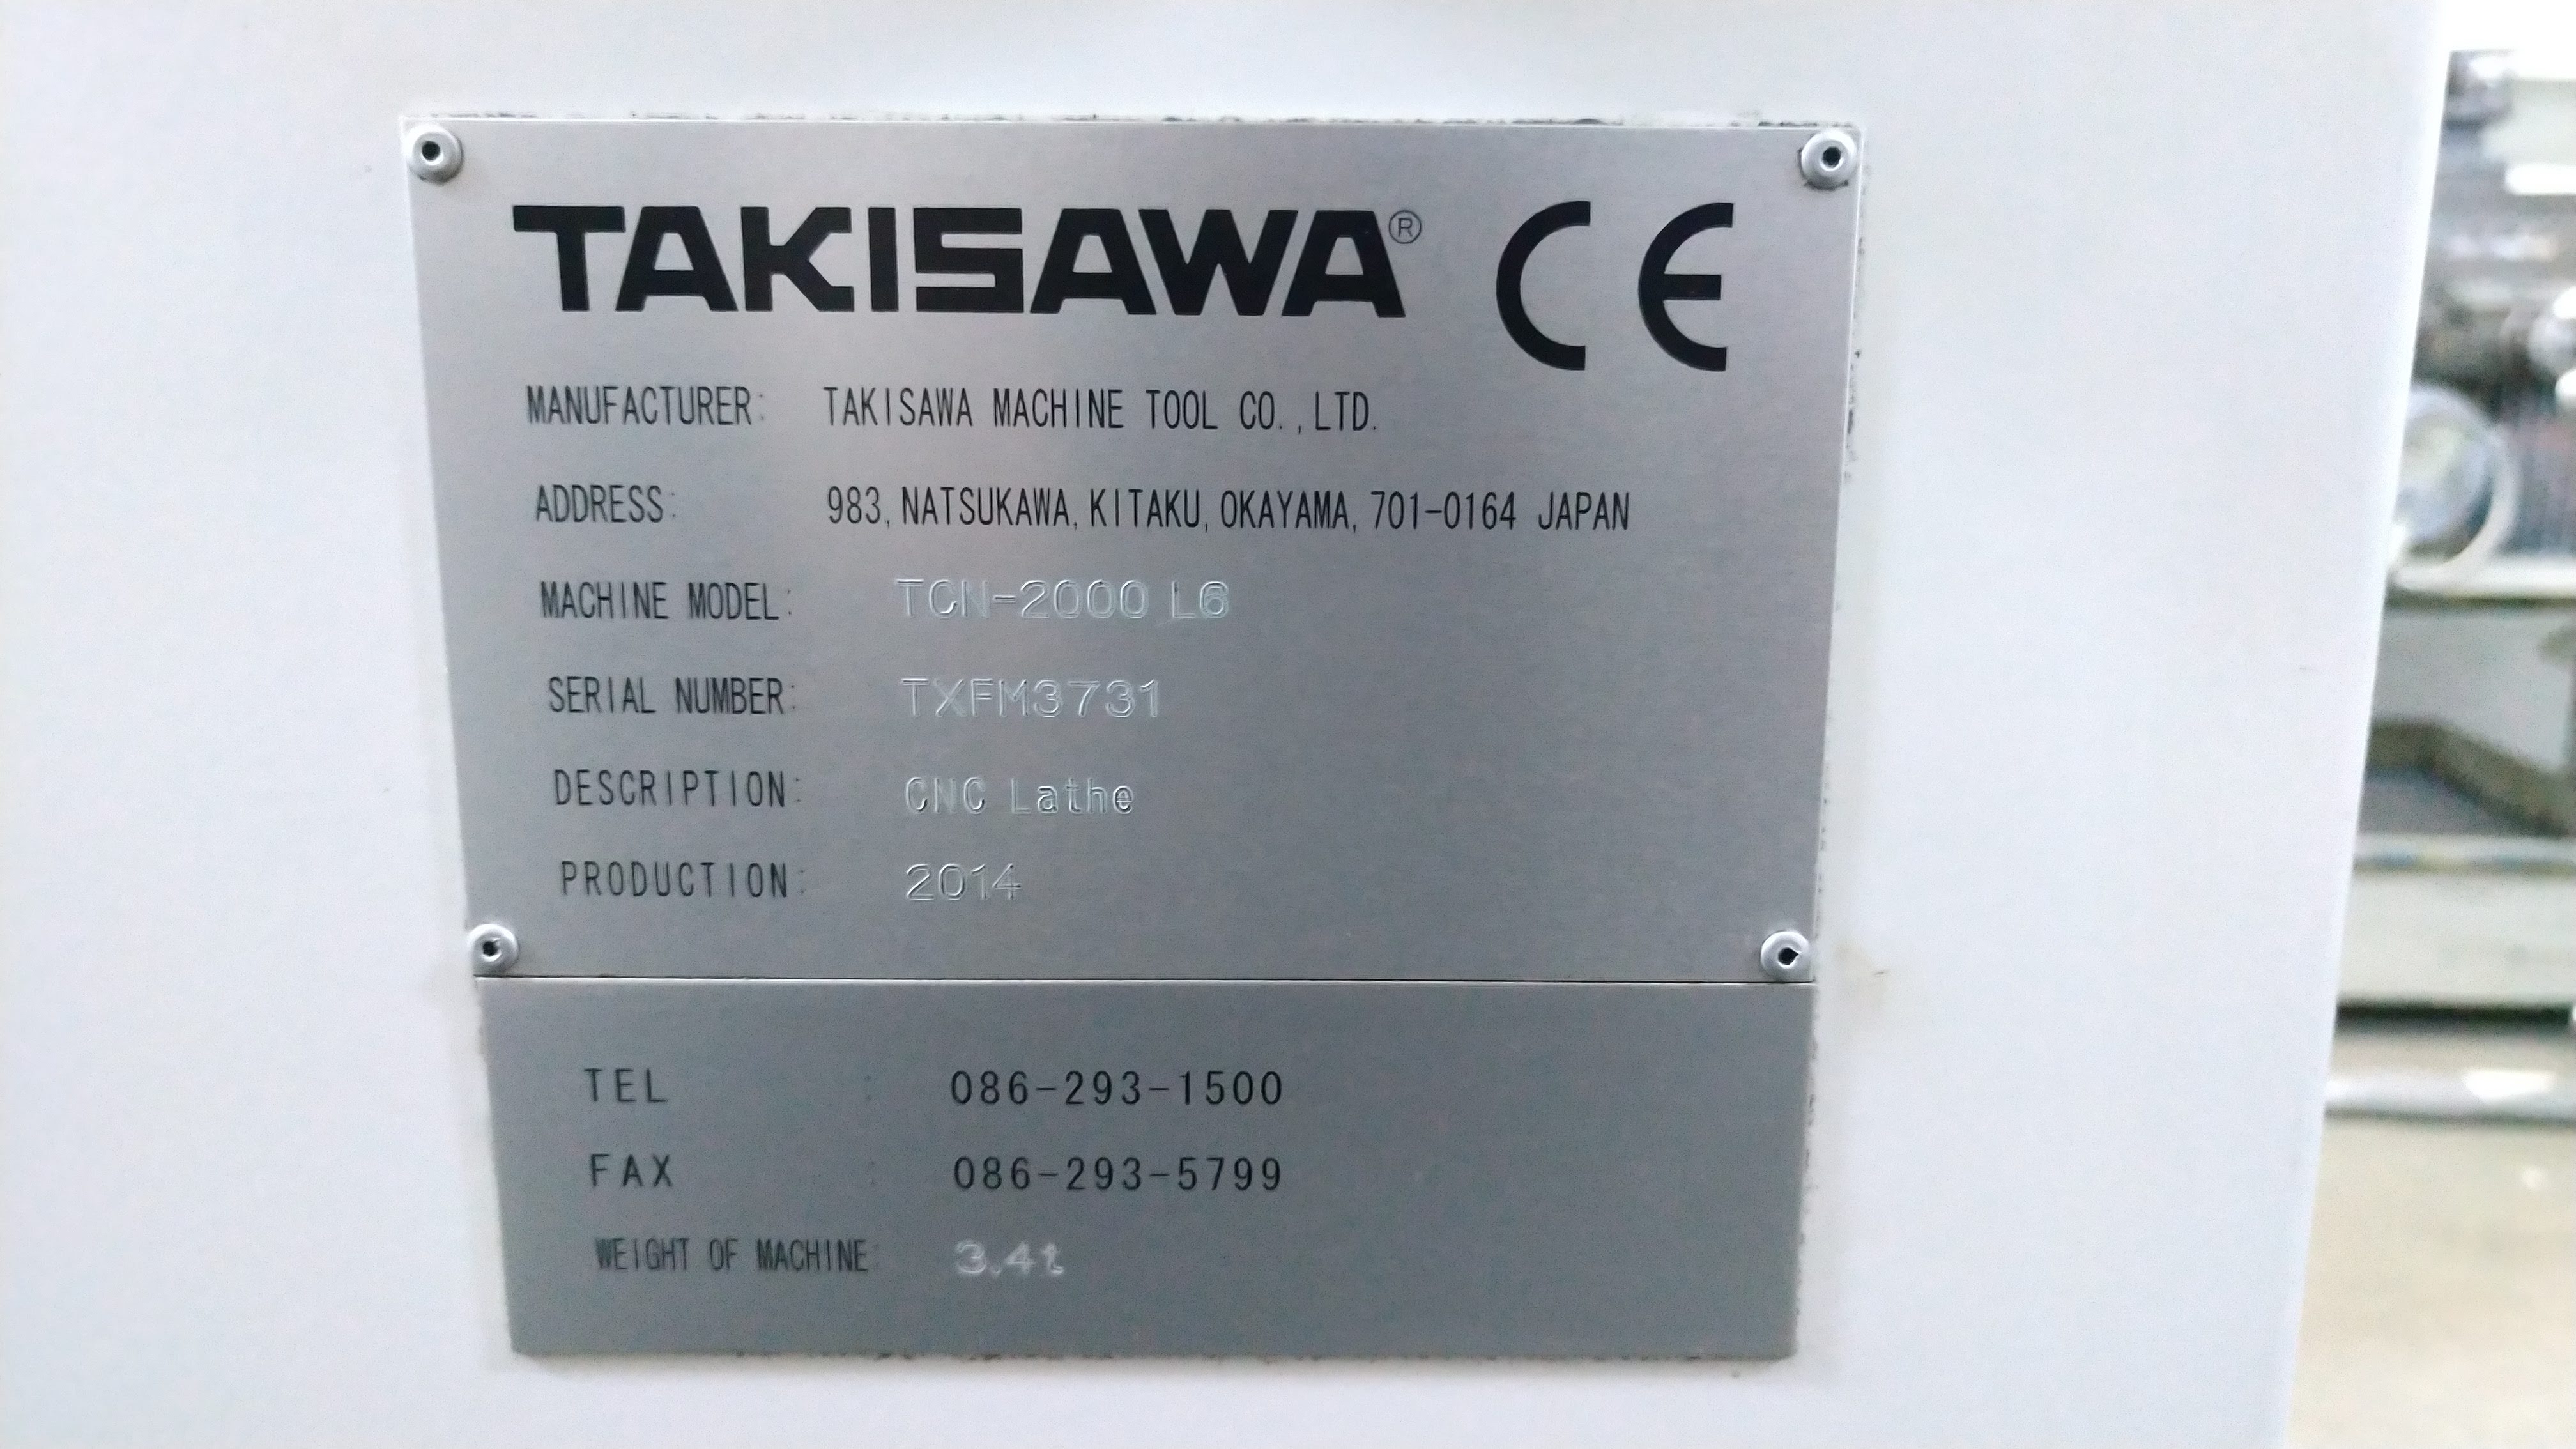 TAKISAWA® CE
MANUFACTURER: TAKISAWA MACHINE TOOL CO.,LTD.
ADDRESS: 983,NATSUKAWA,KITAKU,OKAYAMA,701-0164 JAPAN
MACHINE MODEL: TCN-2000 L6
SERIAL NUMBER: TXFM3731
DESCRIPTION: CNC Lathe
PRODUCTION: 2014
TEL : 086-293-1500
FAX : 086-293-5799
WEIGHT OF MACHINE: 3.4t